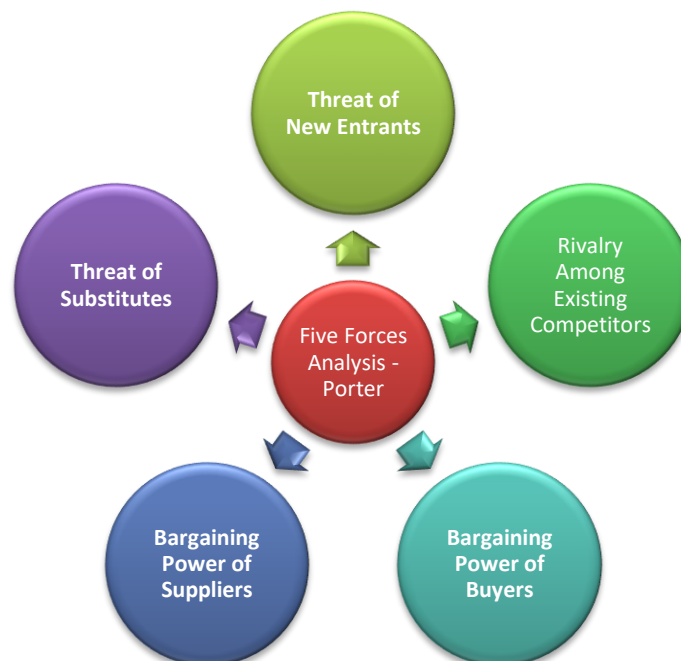 Threat of
New Entrants
Rivalry
Among
Existing
Competitors
Threat of
Substitutes
Five Forces
Analysis -
Porter
Bargaining
Power of
Suppliers
Bargaining
Power of
Buyers